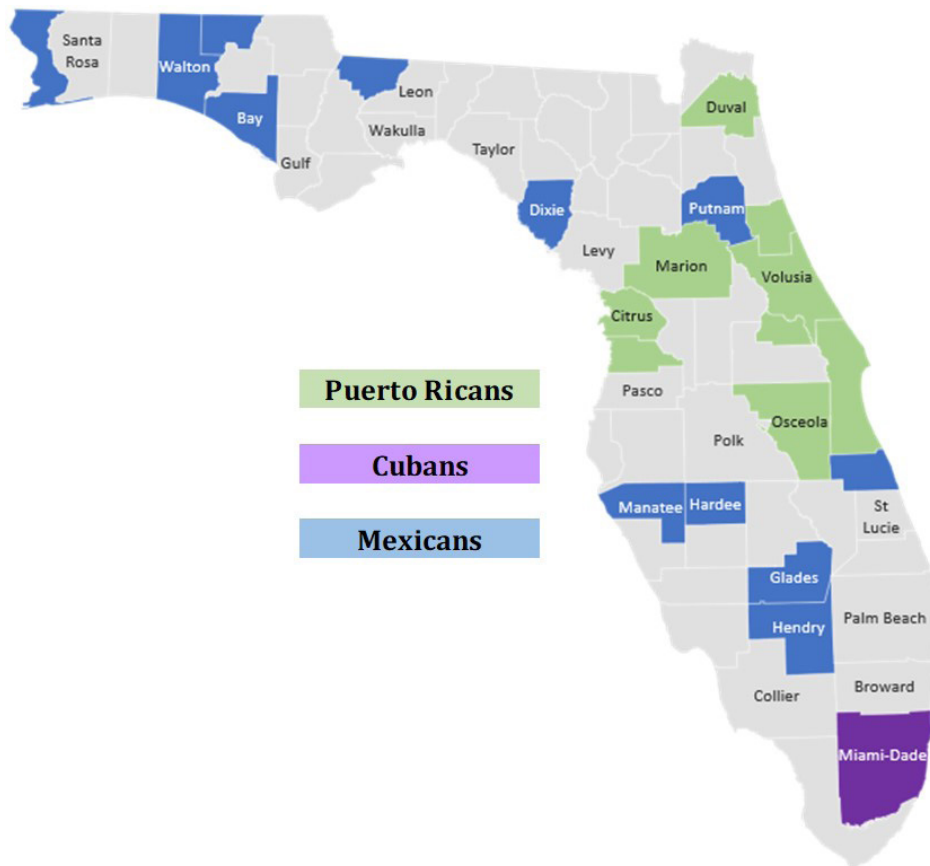 Santa
Rosa
Walton
Bay
Gulf
Leon
Wakulla
Taylor
Dixie
Levy
Duval
Putnam
Marion
Volusia
Citrus
Pasco
Puerto Ricans
Osceola
Polk
Cubans
Manatee
Hardee
St
Lucie
Mexicans
Glades
Hendry
Palm Beach
Collier
Broward
Miami-Dade